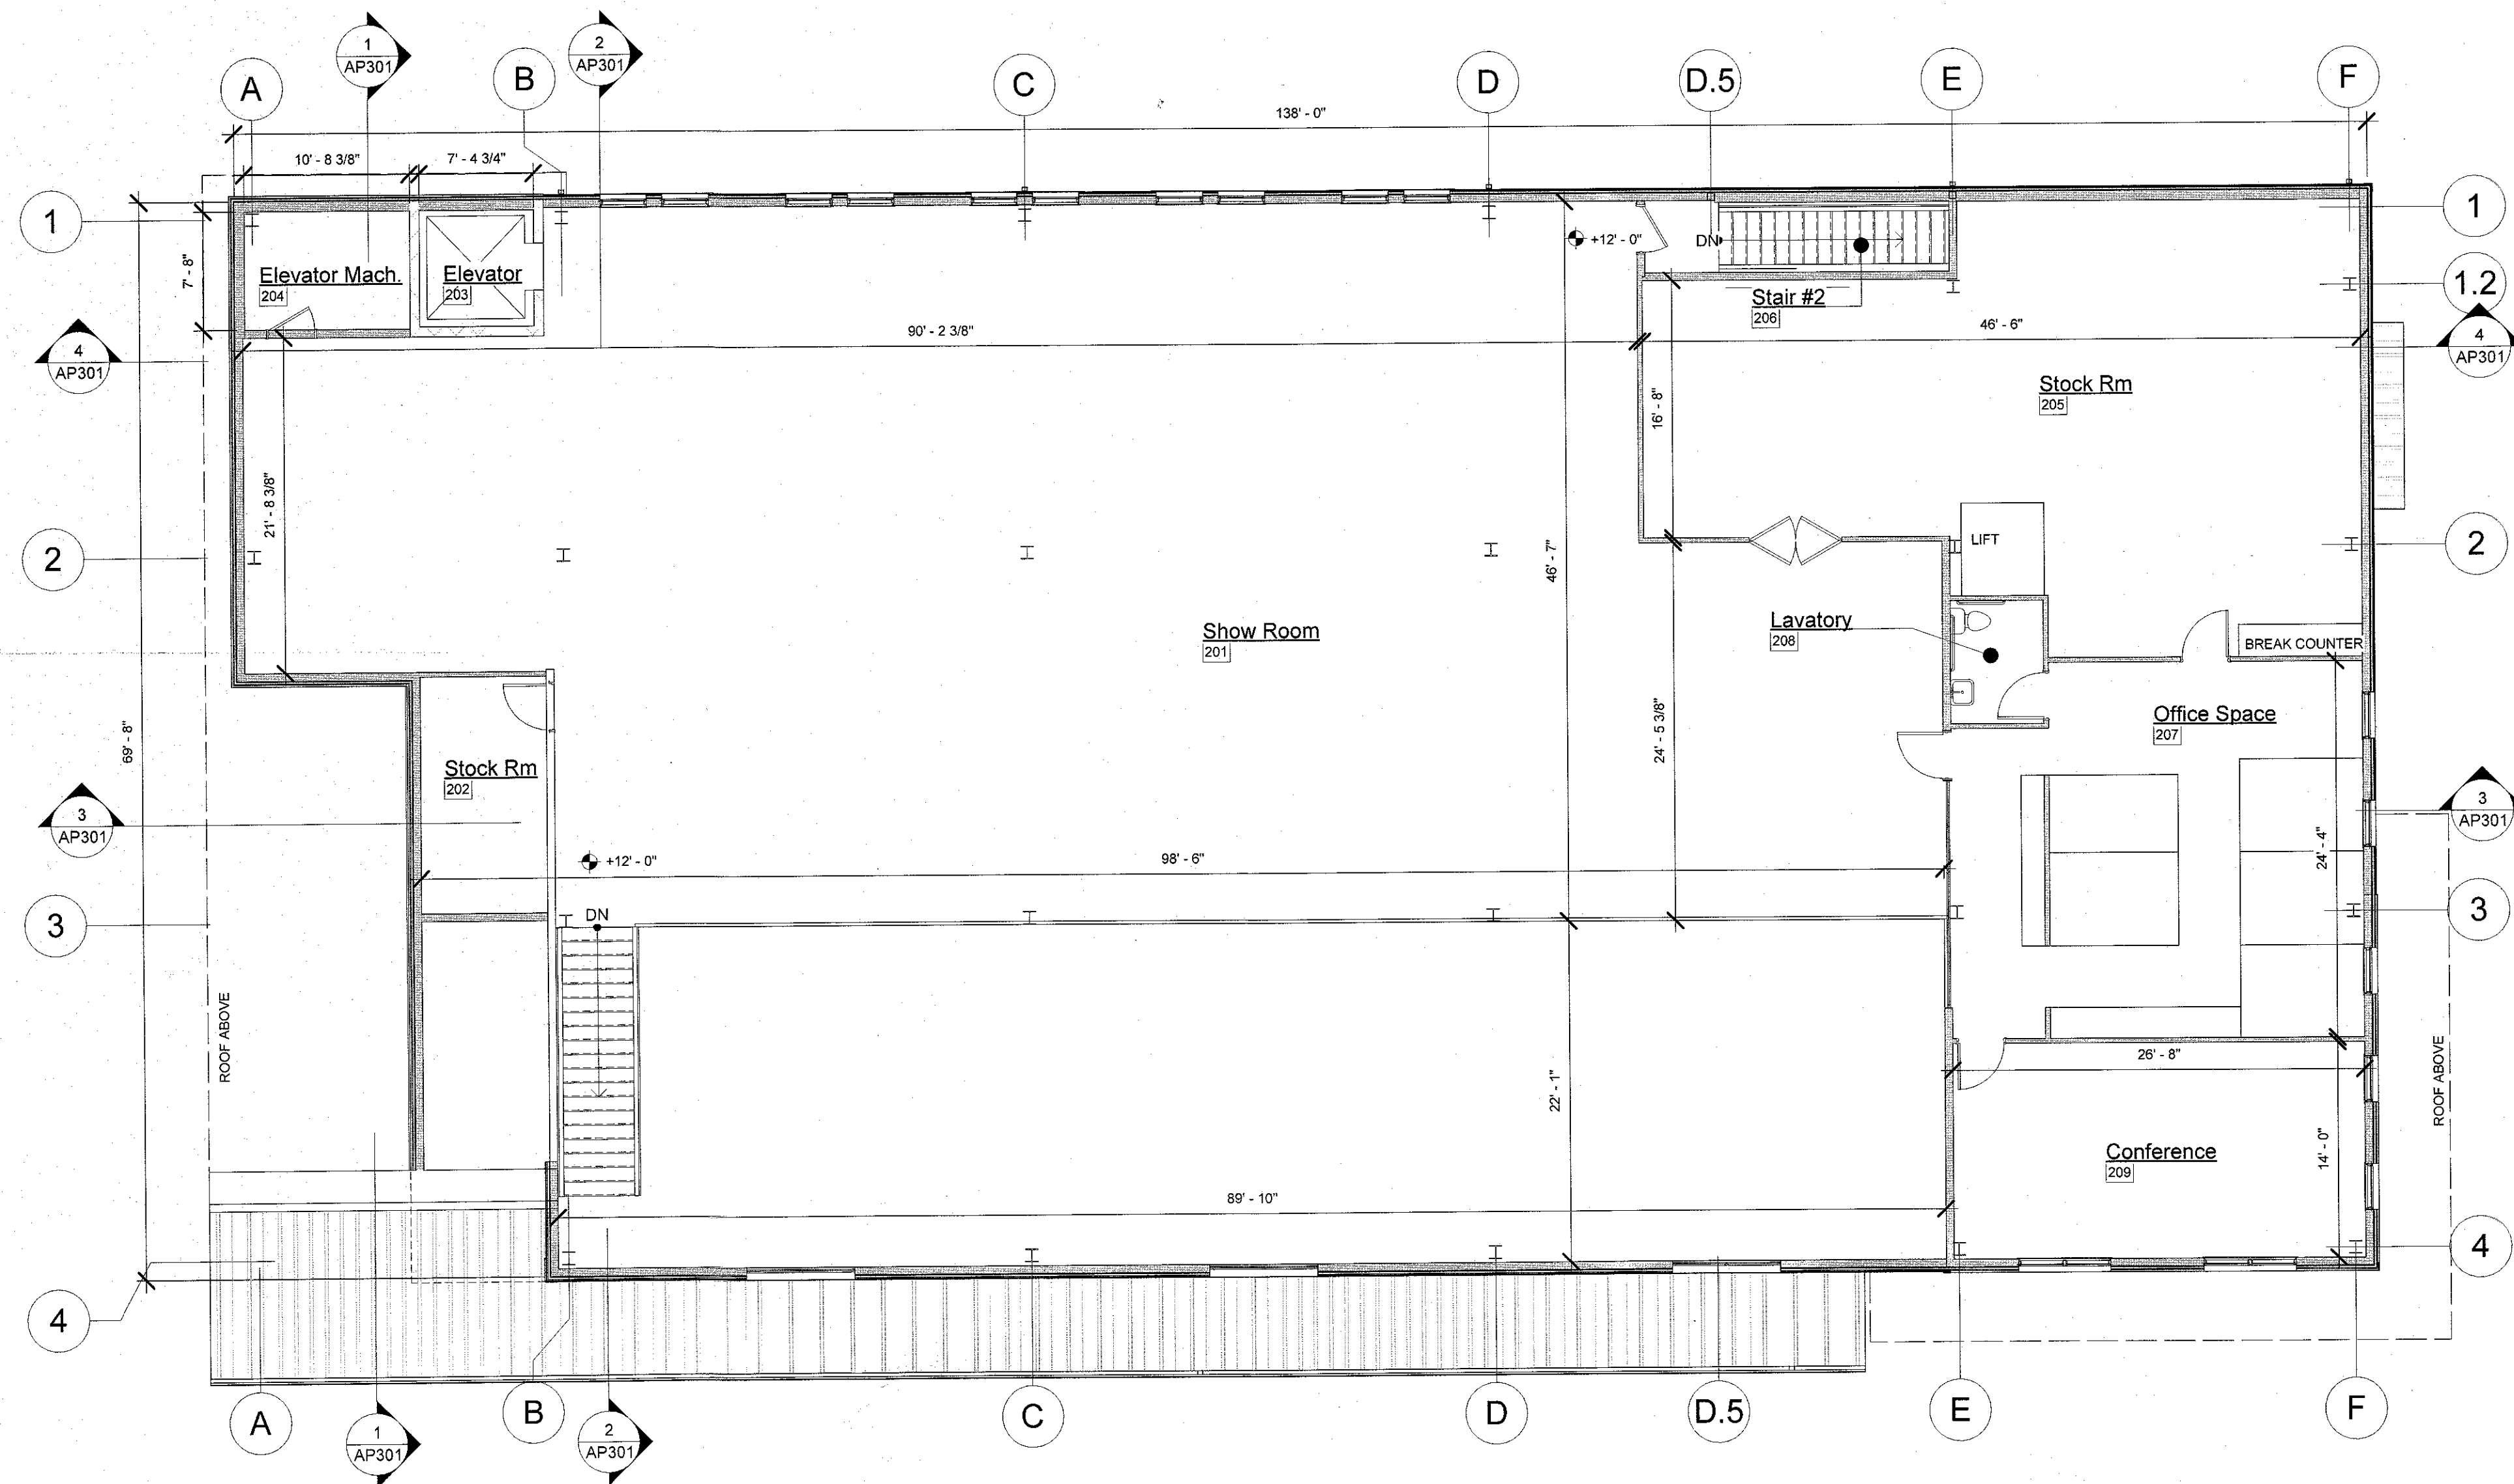 1
AP301
2
AP301
A
B
C
D
D.5
E
F
138' - 0"
10' - 8 3/8"
7' - 4 3/4"
1
1
7' - 8"
Elevator Mach.
204
Elevator
203
+12' - 0"
DN
Stair #2
206
1.2
4
AP301
90' - 2 3/8"
46' - 6"
4
AP301
Stock Rm
205
16' - 8"
21' - 8 3/8"
2
46' - 7"
LIFT
2
Show Room
201
Lavatory
208
BREAK COUNTER
69' - 8"
24' - 5 3/8"
Office Space
207
Stock Rm
202
3
AP301
3
AP301
+12' - 0"
98' - 6"
24' - 4"
3
DN
3
ROOF ABOVE
26' - 8"
ROOF ABOVE
22' - 1"
14' - 0"
Conference
209
89' - 10"
4
4
A
B
C
D
D.5
E
F
1
AP301
2
AP301